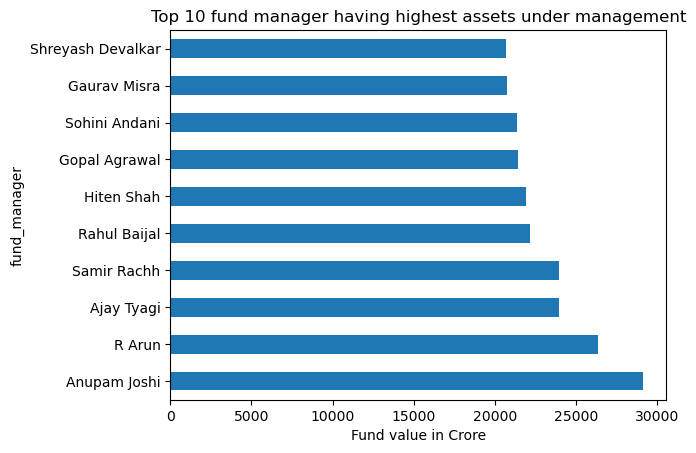 Top 10 fund manager having highest assets under management
Shreyash Devalkar
Gaurav Misra
Sohini Andani
Gopal Agrawal
Hiten Shah
Rahul Baijal
Samir Rachh
Ajay Tyagi
R Arun
Anupam Joshi
fund_manager
0 5000 10000 15000 20000 25000 30000
Fund value in Crore